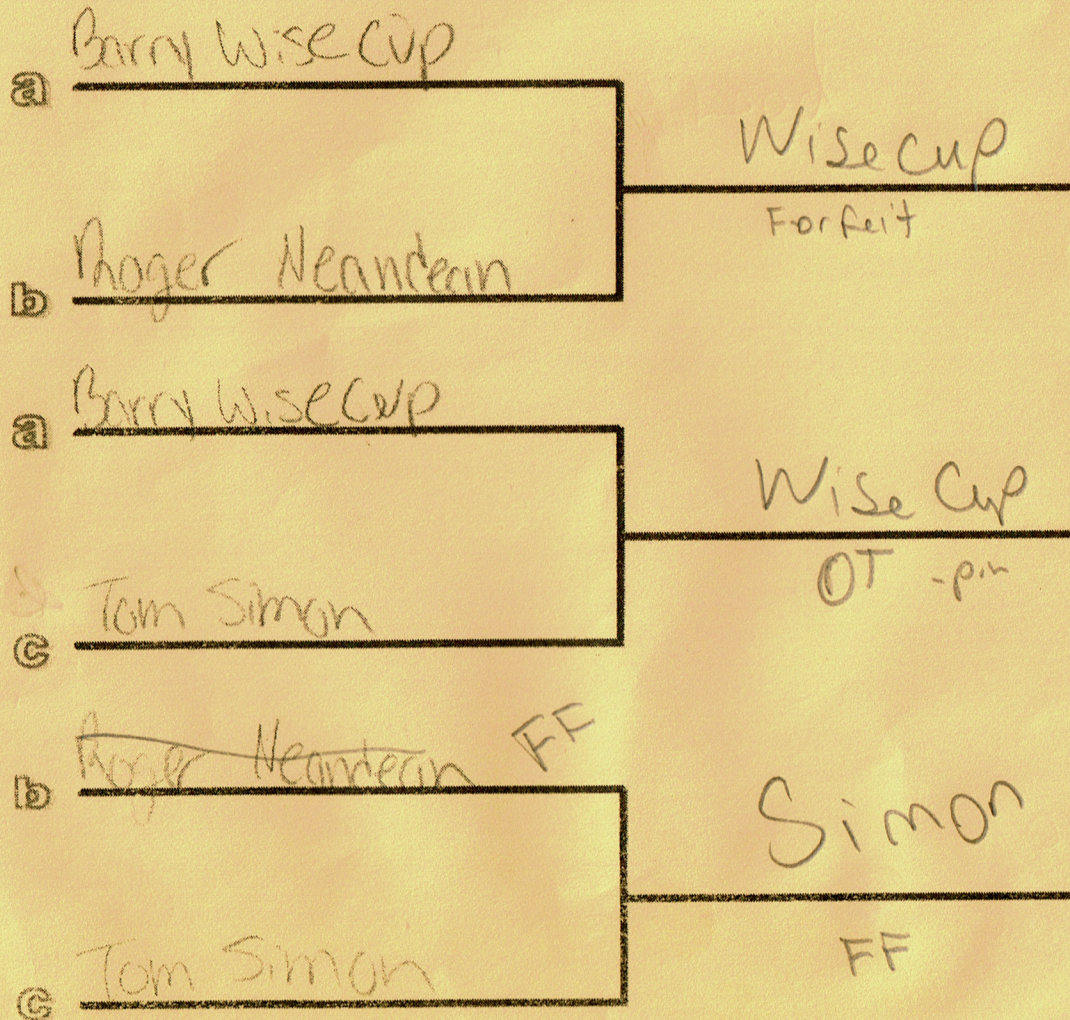 Barry WiseCup
a
Wisecup
Forfeit
Roger Neandean
b
Barry WiseCup
a
Wise Cup
OT -pin
Tom Simon
c
Roger Neandean FF
b
Simon
FF
Tom Simon
c